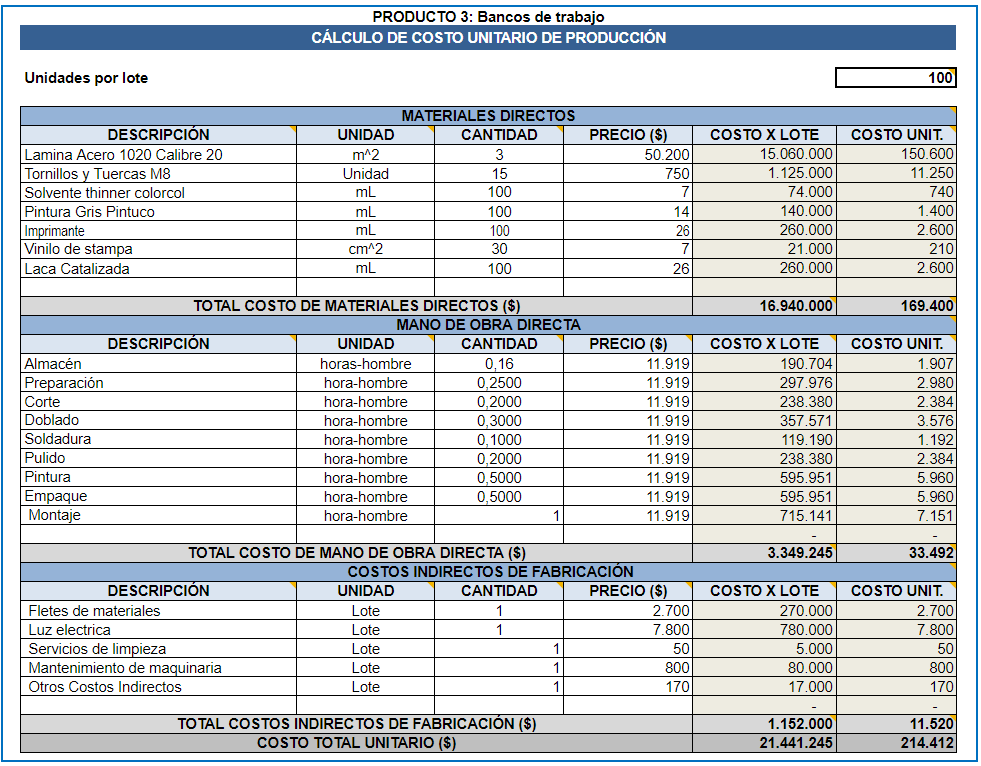 PRODUCTO 3: Bancos de trabajo
CÁLCULO DE COSTO UNITARIO DE PRODUCCIÓN
Unidades por lote 100
MATERIALES DIRECTOS
DESCRIPCIÓN UNIDAD CANTIDAD PRECIO ($) COSTO X LOTE COSTO UNIT.
Lamina Acero 1020 Calibre 20 m^2 3 50.200 15.060.000 150.600
Tornillos y Tuercas M8 Unidad 15 750 1.125.000 11.250
Solvente thinner colorcol mL 100 7 74.000 740
Pintura Gris Pintuco mL 100 14 140.000 1.400
Imprimante mL 100 26 260.000 2.600
Vinilo de stampa cm^2 30 7 21.000 210
Laca Catalizada mL 100 26 260.000 2.600
TOTAL COSTO DE MATERIALES DIRECTOS ($) 16.940.000 169.400
MANO DE OBRA DIRECTA
DESCRIPCIÓN UNIDAD CANTIDAD PRECIO ($) COSTO X LOTE COSTO UNIT.
Almacén horas-hombre 0,16 11.919 190.704 1.907
Preparación hora-hombre 0,2500 11.919 297.976 2.980
Corte hora-hombre 0,2000 11.919 238.380 2.384
Doblado hora-hombre 0,3000 11.919 357.571 3.576
Soldadura hora-hombre 0,1000 11.919 119.190 1.192
Pulido hora-hombre 0,2000 11.919 238.380 2.384
Pintura hora-hombre 0,5000 11.919 595.951 5.960
Empaque hora-hombre 0,5000 11.919 595.951 5.960
Montaje hora-hombre 1 11.919 715.141 7.151
- -
TOTAL COSTO DE MANO DE OBRA DIRECTA ($) 3.349.245 33.492
COSTOS INDIRECTOS DE FABRICACIÓN
DESCRIPCIÓN UNIDAD CANTIDAD PRECIO ($) COSTO X LOTE COSTO UNIT.
Fletes de materiales Lote 1 2.700 270.000 2.700
Luz electrica Lote 1 7.800 780.000 7.800
Servicios de limpieza Lote 1 50 5.000 50
Mantenimiento de maquinaria Lote 1 800 80.000 800
Otros Costos Indirectos Lote 1 170 17.000 170
- -
TOTAL COSTOS INDIRECTOS DE FABRICACIÓN ($) 1.152.000 11.520
COSTO TOTAL UNITARIO ($) 21.441.245 214.412